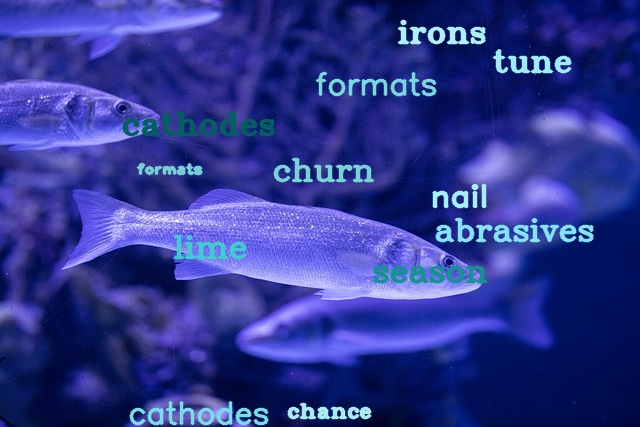 irons
tune
formats
cathodes
formats
churn
nail
abrasives
lime
season
cathodes
chance